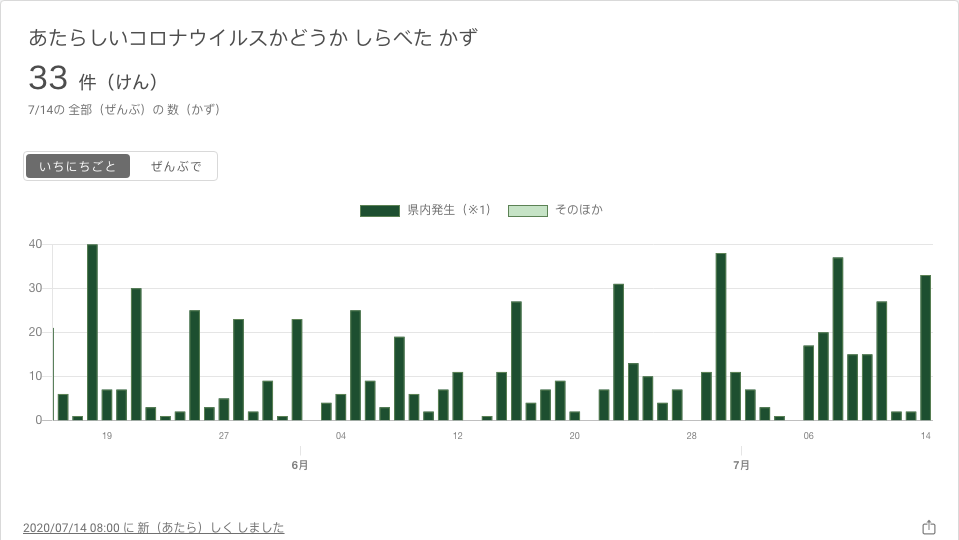 あたらしいコロナウイルスかどうか しらべた かず
33 件（けん）
7/14の 全部（ぜんぶ）の 数（かず）
いちにちごと ぜんぶで
県内発生（※1） そのほか
40
30
20
10
0
19 27 04 12 20 28 06 14
6月 7月
2020/07/14 08:00 に 新（あたら）しく しました